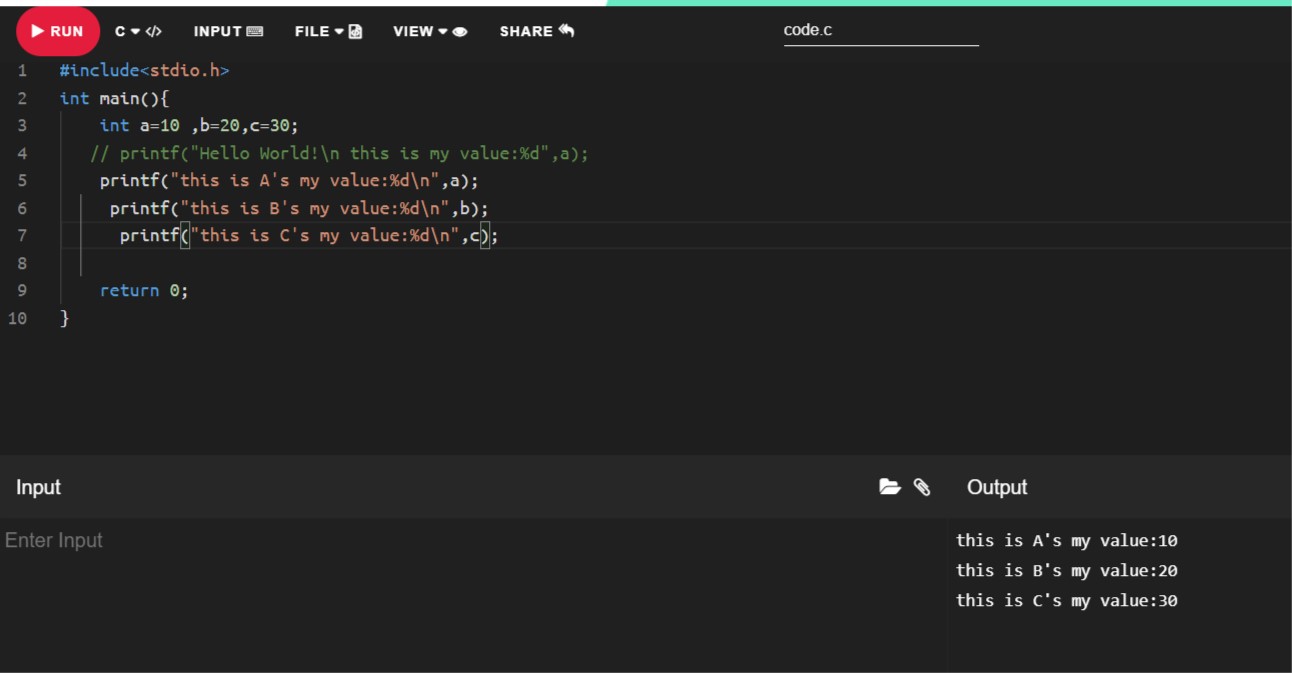 RUN C </> INPUT FILE VIEW SHARE code.c
1 #include<stdio.h>
2 int main(){
3 int a=10 ,b=20,c=30;
4 // printf("Hello World!\n this is my value:%d",a);
5 printf("this is A's my value:%d\n",a);
6 printf("this is B's my value:%d\n",b);
7 printf("this is C's my value:%d\n",c);
8
9 return 0;
10 }
Input Output
Enter Input
this is A's my value:10
this is B's my value:20
this is C's my value:30